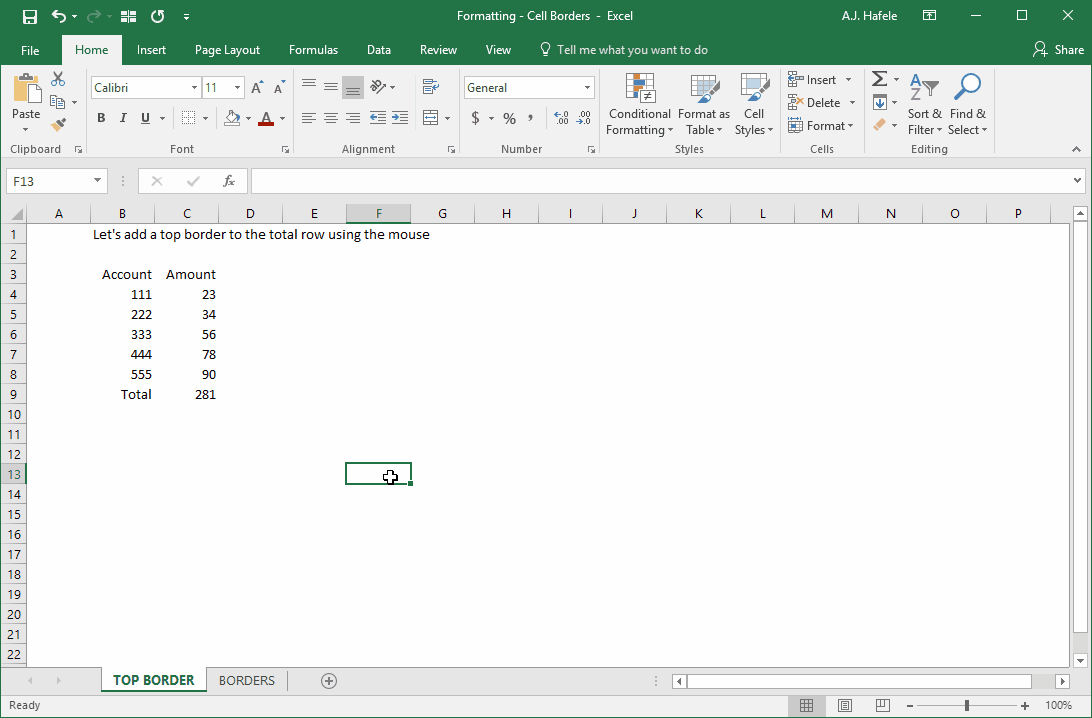 Formatting - Cell Borders - Excel
A.J. Hafele
File Home Insert Page Layout Formulas Data Review View Tell me what you want to do Share
Paste
Calibri 11
B I U A
General
$ % ,
Conditional Formatting
Format as Table
Cell Styles
Insert
Delete
Format
Sort & Filter
Find & Select
Clipboard Font Alignment Number Styles Cells Editing
F13 fx
A B C D E F G H I J K L M N O P
1 Let's add a top border to the total row using the mouse
2
3 Account Amount
4 111 23
5 222 34
6 333 56
7 444 78
8 555 90
9 Total 281
10
11
12
13
14
15
16
17
18
19
20
21
22
TOP BORDER BORDERS
Ready 100%